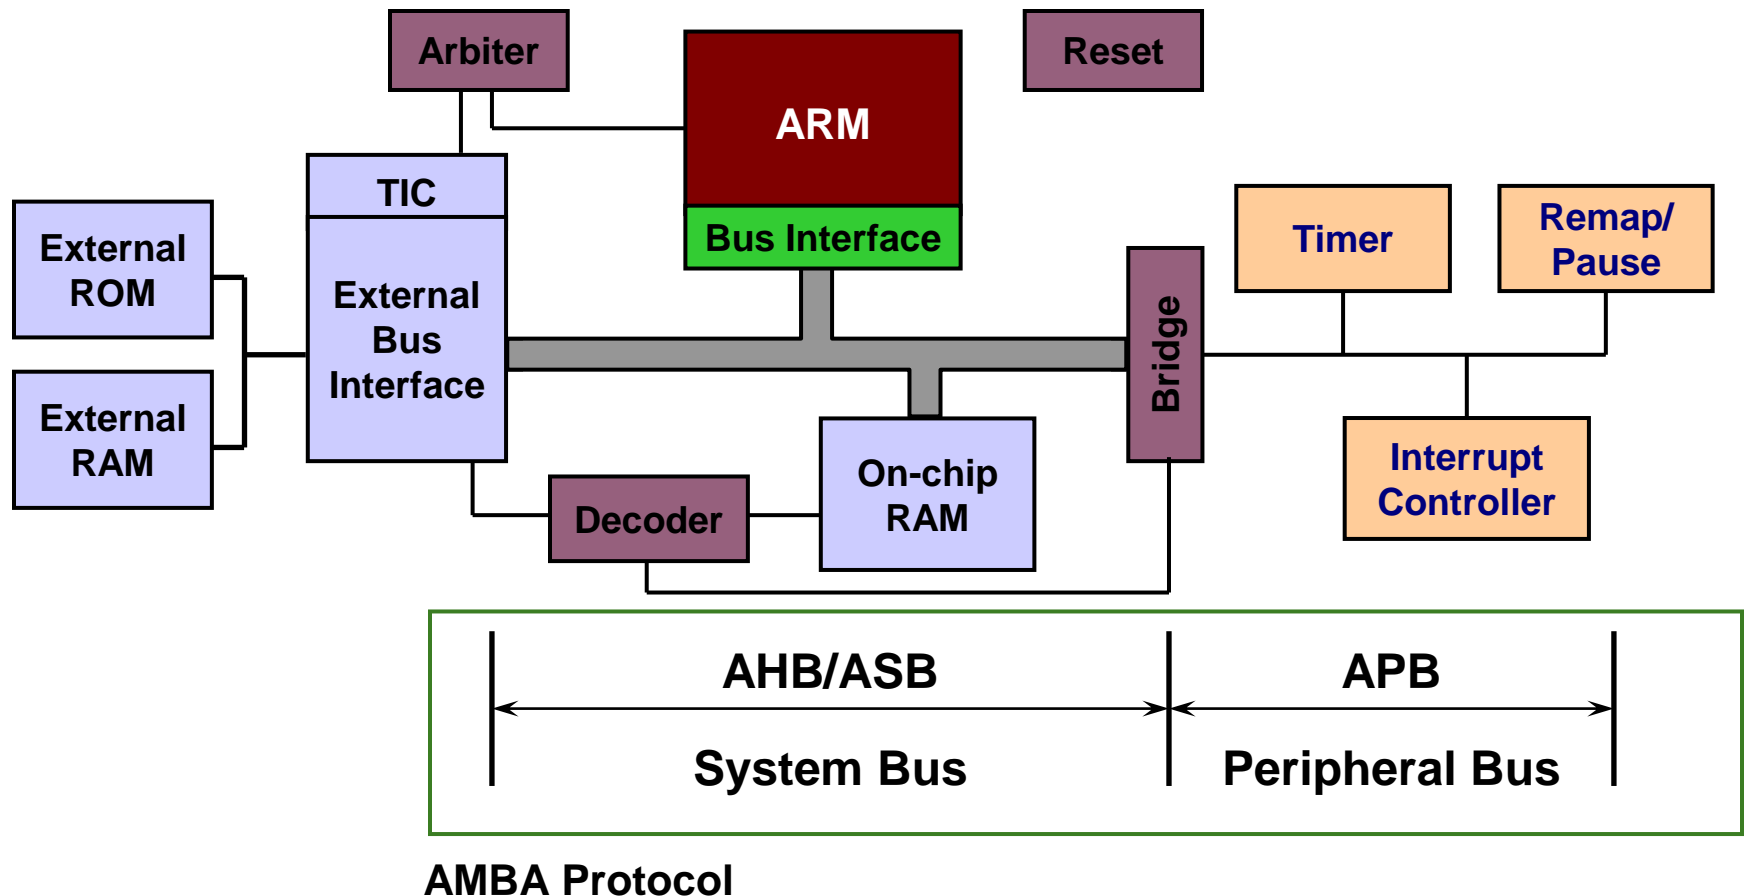 Arbiter
ARM
Reset
TIC
External
ROM
External
Bus
Interface
Bus Interface
Bridge
Timer
Remap/
Pause
External
RAM
Decoder
On-chip
RAM
Interrupt
Controller
AHB/ASB
APB
System Bus
Peripheral Bus
AMBA Protocol